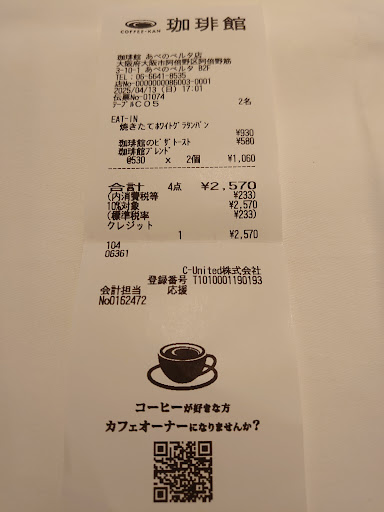 COFFEE-KAN 珈琲館
珈琲館 あべのベルタ店
大阪府大阪市阿倍野区阿倍野筋
3-10-1 あべのベルタ B2F
TEL：06-6641-8535
店No-0000000086003-0001
2025/04/13（日）17:01
伝票No-01074
テーブルC05 2名
EAT-IN
焼きたてホワイトグラタンパン
¥930
珈琲館のピザトースト ¥580
珈琲館ブレンド
@530 x 2個 ¥1,060
合計 4点 ¥2,570
(内消費税等 ¥233)
10%対象 ¥2,570
(標準税率 ¥233)
クレジット
1 ¥2,570
104
06361
C-United株式会社
登録番号 T1010001190193
会計担当 応援
No0162472
コーヒーが好きな方
カフェオーナーになりませんか？